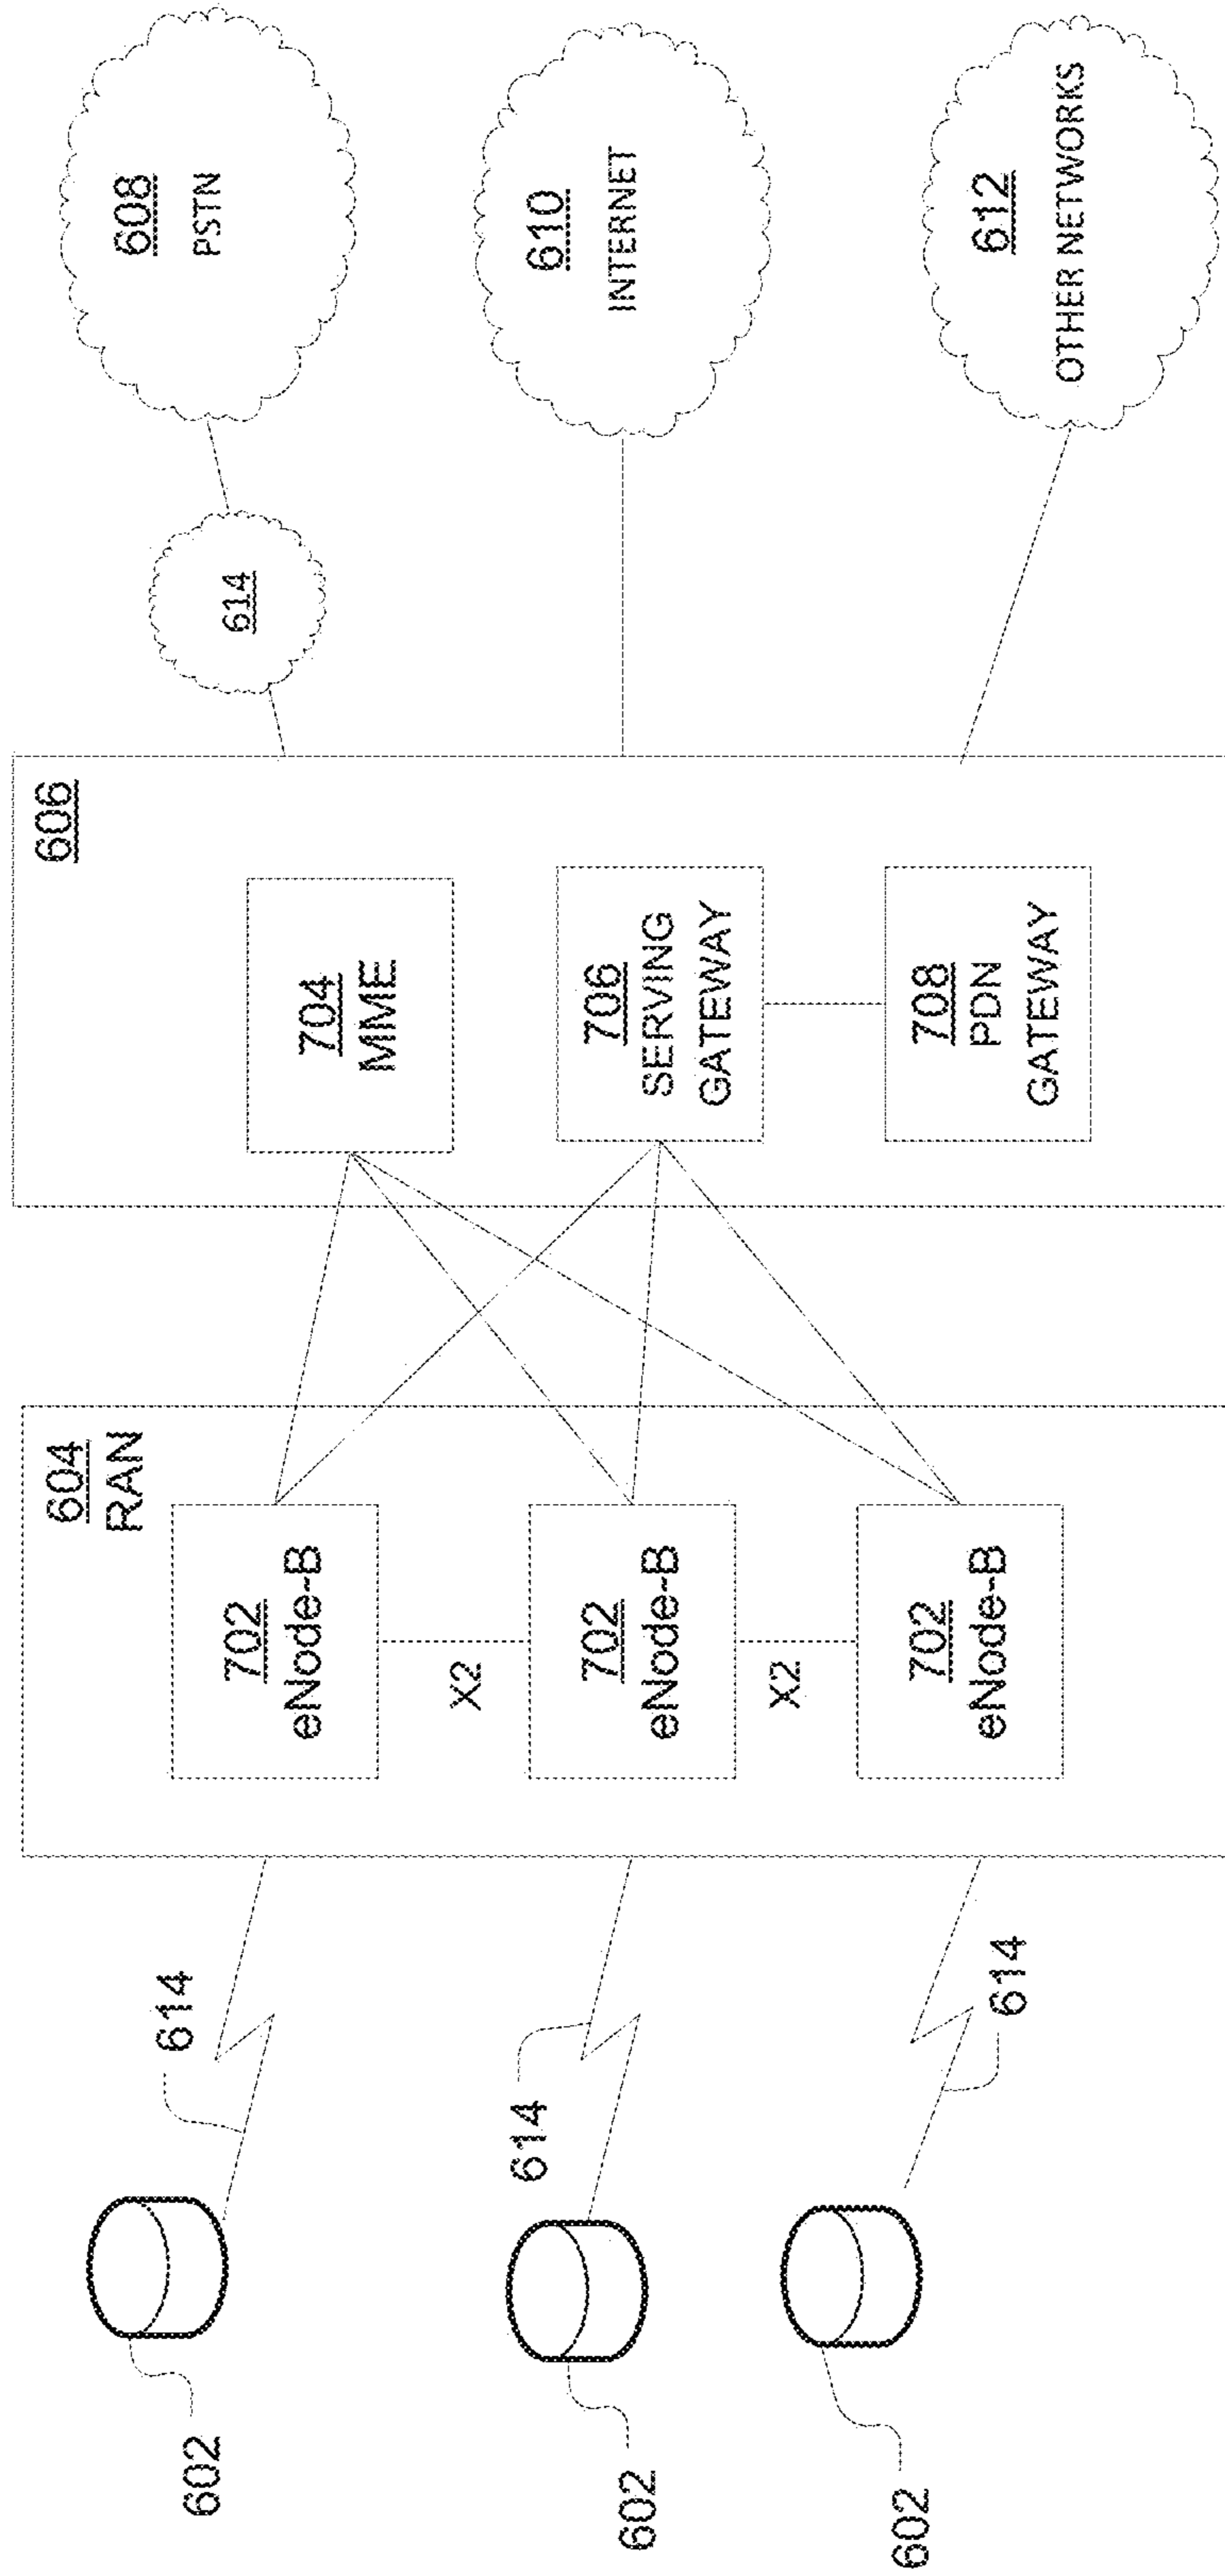 602
602
602
614
614
614
604
RAN
702
eNode-B
X2
702
eNode-B
X2
702
eNode-B
606
704
MME
706
SERVING
GATEWAY
708
PDN
GATEWAY
614
608
PSTN
610
INTERNET
612
OTHER NETWORKS